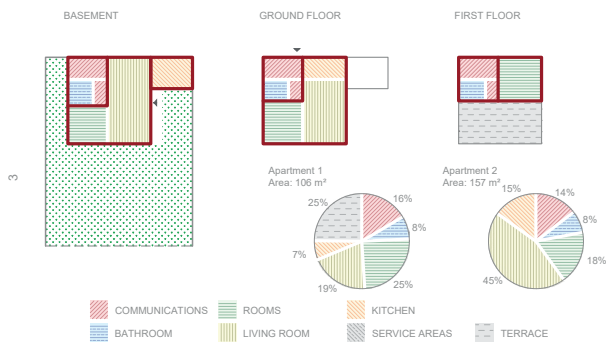 BASEMENT
GROUND FLOOR
FIRST FLOOR
3
Apartment 1
Area: 106 m²
Apartment 2
Area: 157 m²
25%
16%
8%
25%
19%
7%
15%
14%
8%
18%
45%
COMMUNICATIONS
ROOMS
KITCHEN
BATHROOM
LIVING ROOM
SERVICE AREAS
TERRACE